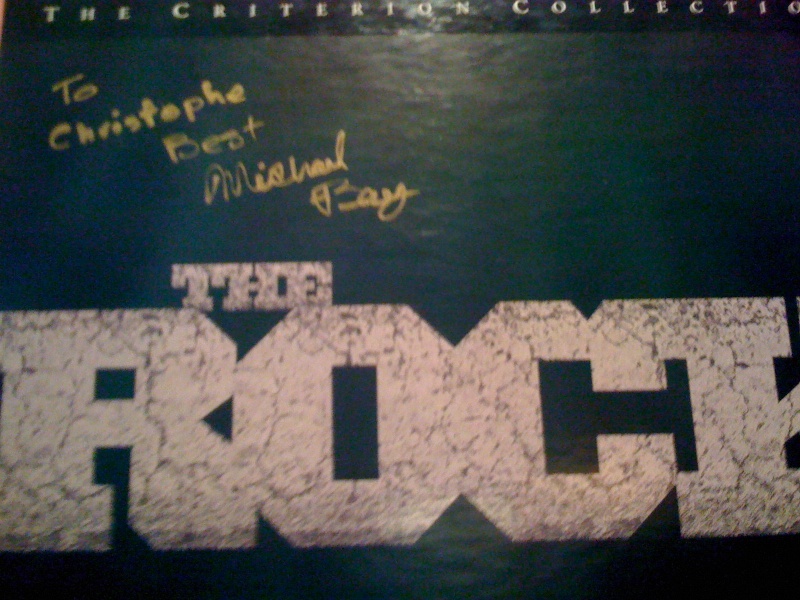 THE CRITERION COLLECTIO
To
Christophe
Best
Michael
Bay
THE
ROCK